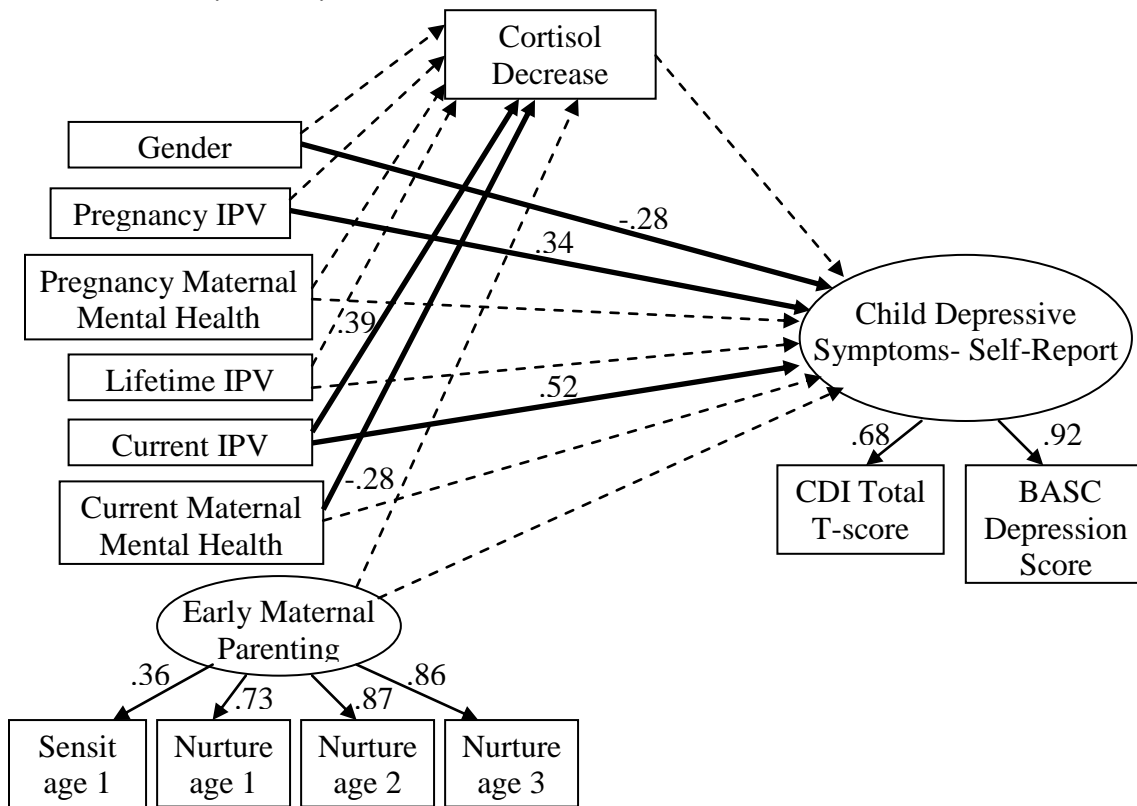 Cortisol
Decrease
Gender
-.28
Pregnancy IPV
.34
Pregnancy Maternal
Mental Health
.39
Child Depressive
Symptoms- Self-Report
Lifetime IPV
.52
Current IPV
.68
.92
-.28
Current Maternal
Mental Health
CDI Total
T-score
BASC
Depression
Score
Early Maternal
Parenting
.36
.73
.87
.86
Sensit
age 1
Nurture
age 1
Nurture
age 2
Nurture
age 3